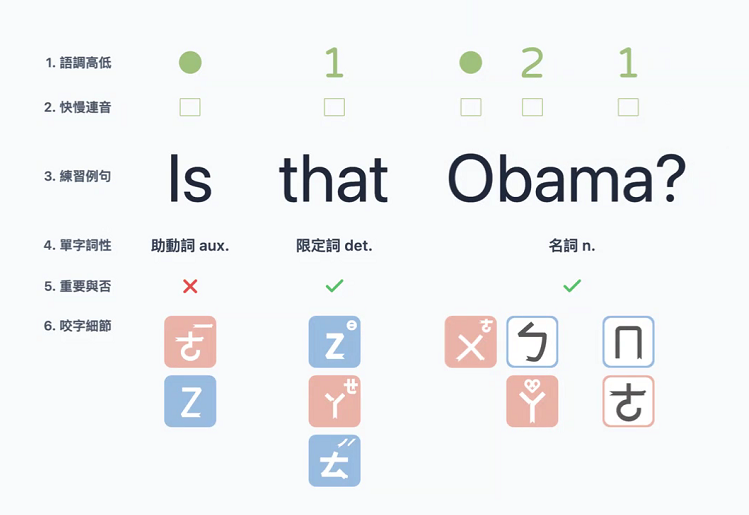 1. 語調高低 ● 1 ● 2 1
2. 快慢連音 □ □ □ □ □
3. 練習例句 Is that Obama?
4. 單字詞性 助動詞 aux. 限定詞 det. 名詞 n.
5. 重要與否 ✕ ✓ ✓
6. 咬字細節 ㄜ Z ㄨ ㄜ ㄅ ㄇ
Z ㄚ ㄝ ㄚ ㄜ
ㄊ